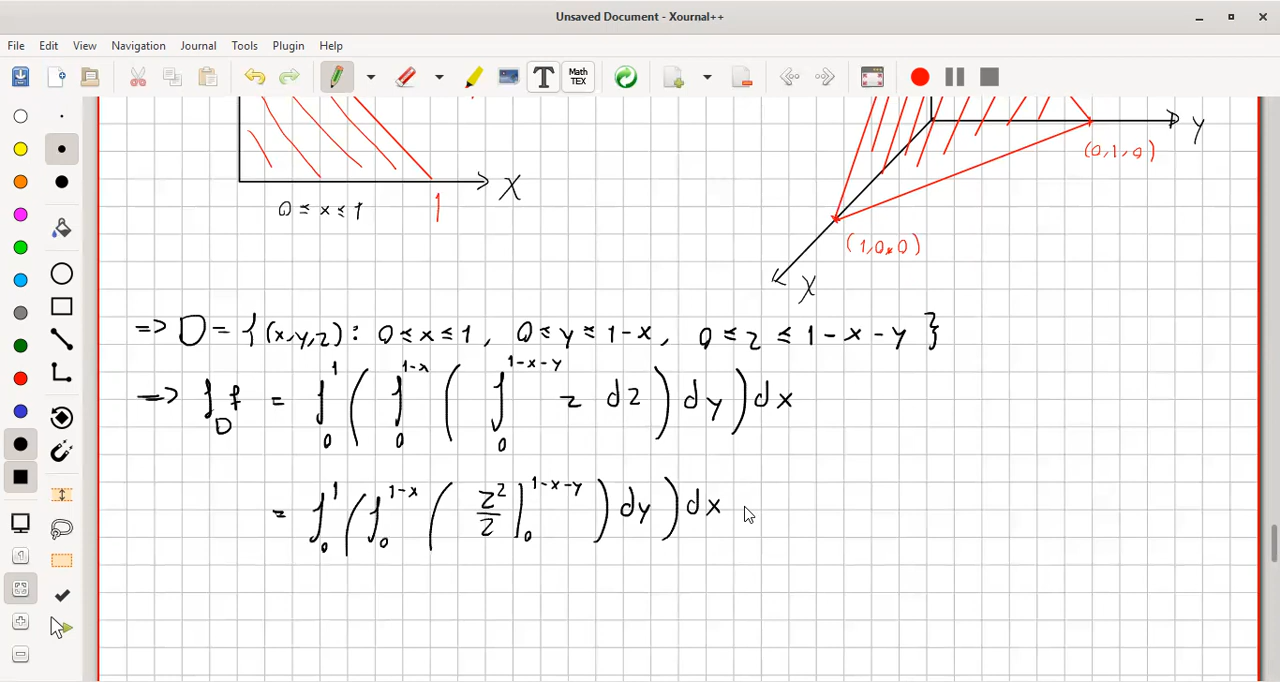 Unsaved Document - Xournal++
File Edit View Navigation Journal Tools Plugin Help
T Math TEX
X
0 ≤ x ≤ 1
1
Y
(0,1,0)
(1,0,0)
X
=> D = {(x,y,z): 0 ≤ x ≤ 1, 0 ≤ y ≤ 1-x, 0 ≤ z ≤ 1-x-y}
=> ∫_D f = ∫_0^1 ( ∫_0^{1-x} ( ∫_0^{1-x-y} z dz ) dy ) dx
= ∫_0^1 ( ∫_0^{1-x} ( z²/2 |_0^{1-x-y} ) dy ) dx